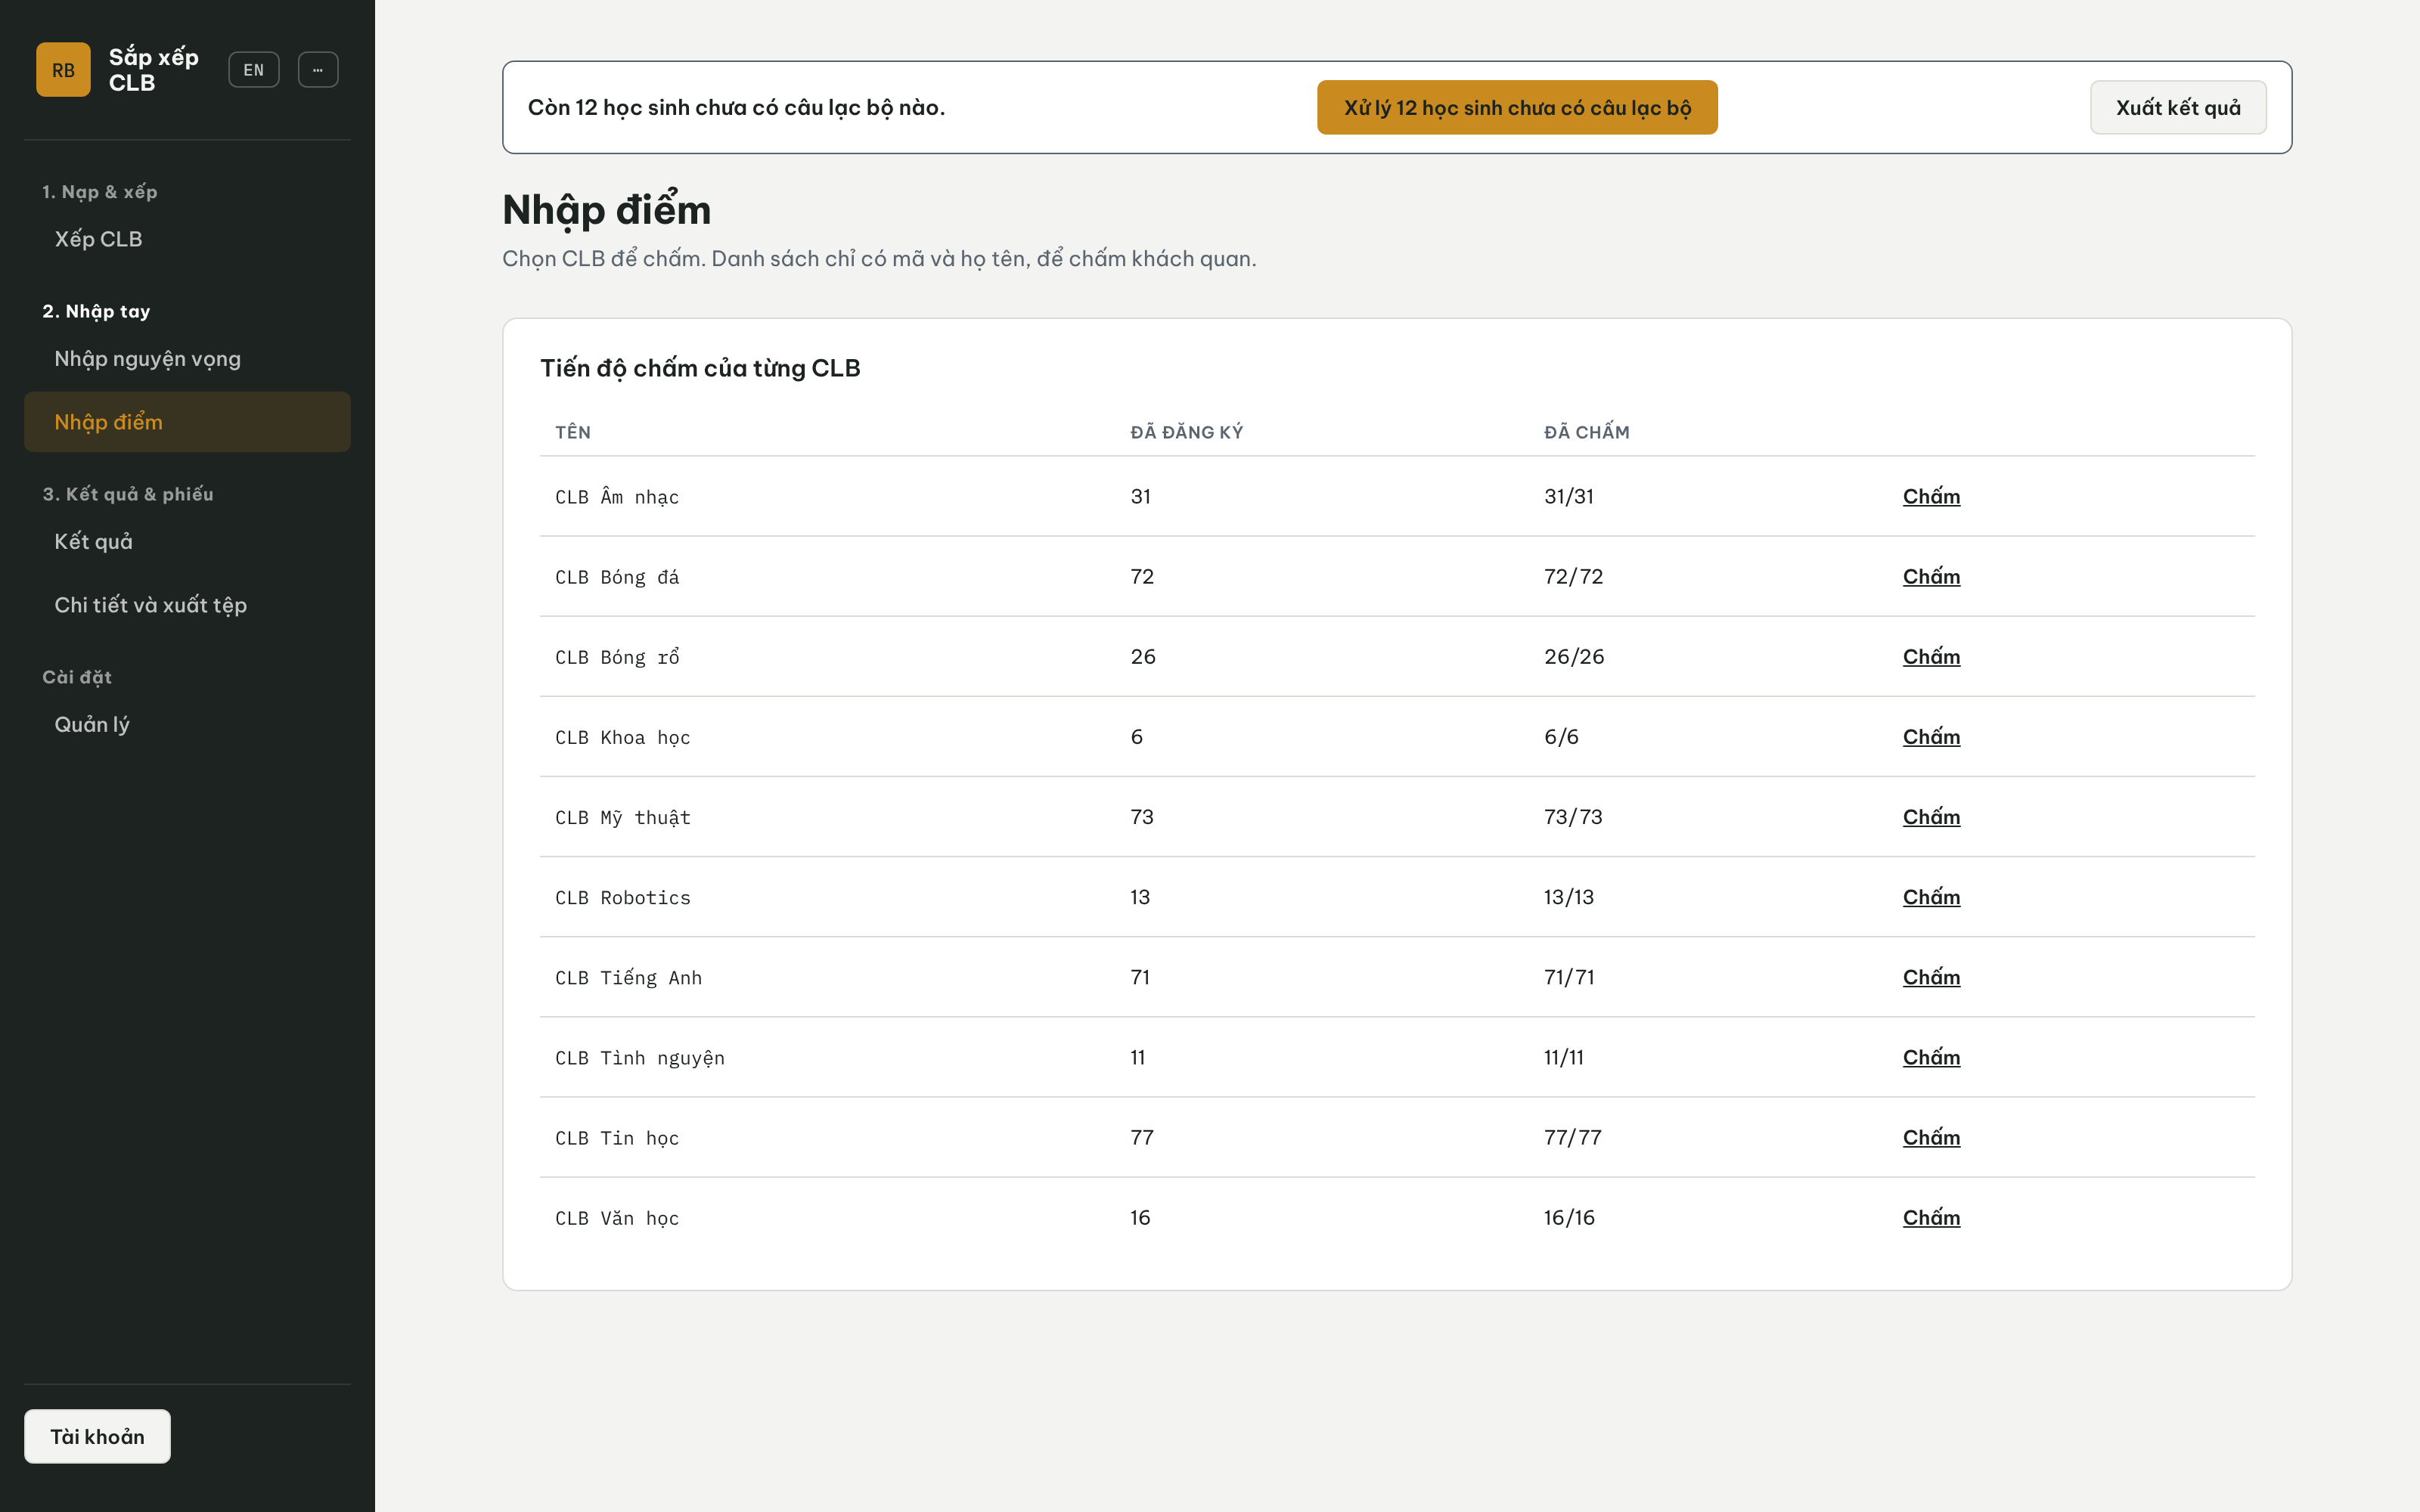 RB
Sắp xếp
CLB
EN
…
1. Nạp & xếp
Xếp CLB
2. Nhập tay
Nhập nguyện vọng
Nhập điểm
3. Kết quả & phiếu
Kết quả
Chi tiết và xuất tệp
Cài đặt
Quản lý
Tài khoản
Còn 12 học sinh chưa có câu lạc bộ nào.
Xử lý 12 học sinh chưa có câu lạc bộ
Xuất kết quả
Nhập điểm
Chọn CLB để chấm. Danh sách chỉ có mã và họ tên, để chấm khách quan.
Tiến độ chấm của từng CLB
TÊN ĐÃ ĐĂNG KÝ ĐÃ CHẤM
CLB Âm nhạc 31 31/31 Chấm
CLB Bóng đá 72 72/72 Chấm
CLB Bóng rổ 26 26/26 Chấm
CLB Khoa học 6 6/6 Chấm
CLB Mỹ thuật 73 73/73 Chấm
CLB Robotics 13 13/13 Chấm
CLB Tiếng Anh 71 71/71 Chấm
CLB Tình nguyện 11 11/11 Chấm
CLB Tin học 77 77/77 Chấm
CLB Văn học 16 16/16 Chấm